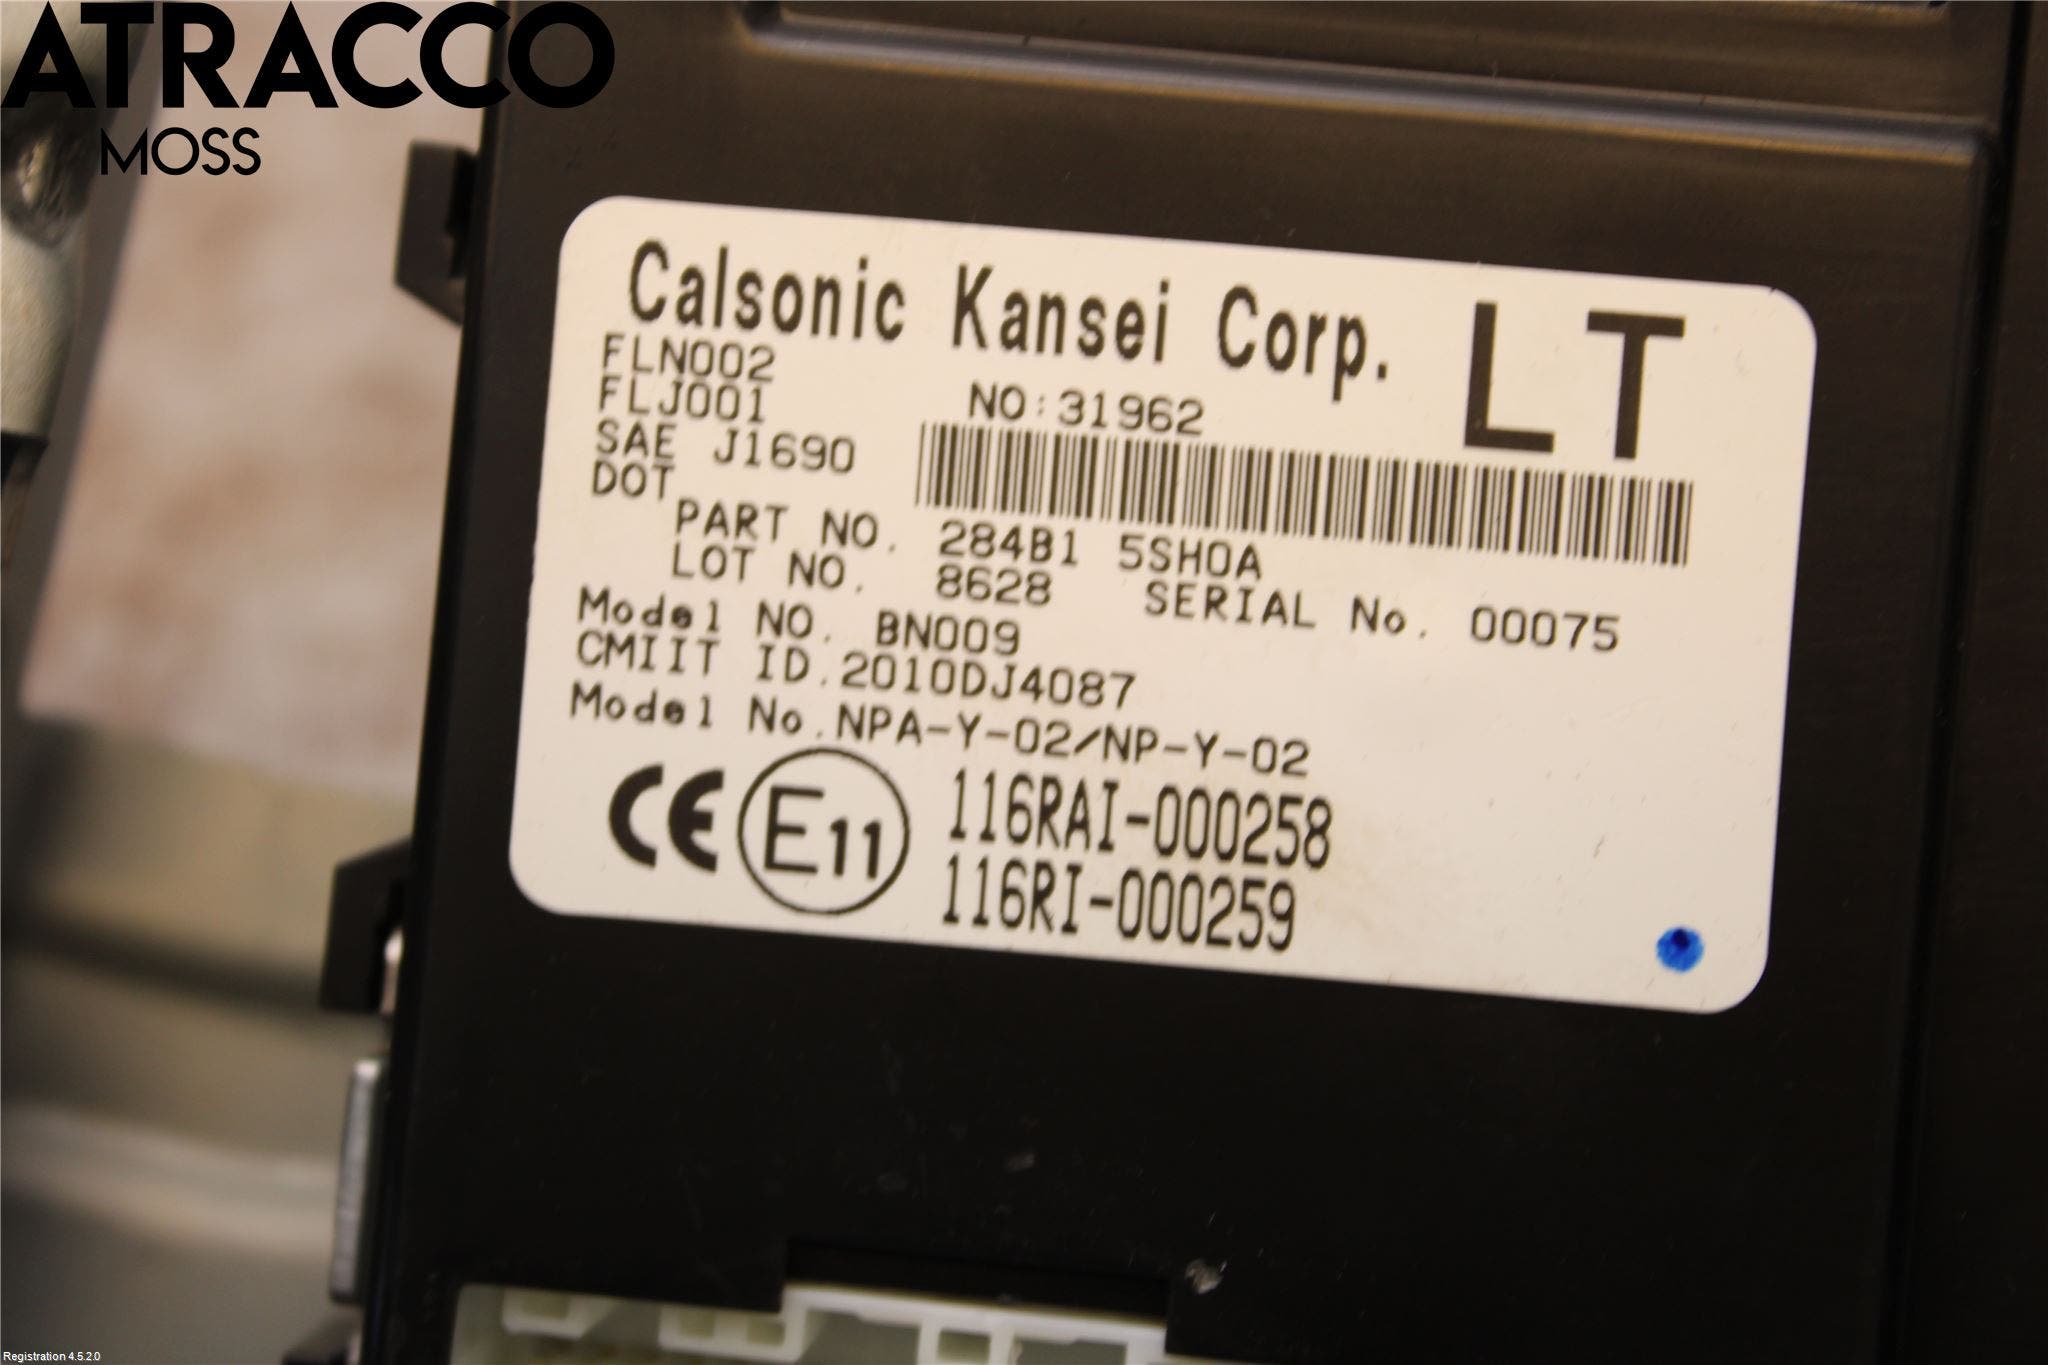 ATRACCO
MOSS
Calsonic Kansei Corp. LT
FLN002
FLJ001 NO:31962
SAE J1690
DOT
PART NO. 284B1 5SH0A
LOT NO. 8628 SERIAL No. 00075
Model NO. BN009
CMIIT ID.2010DJ4087
Model No.NPA-Y-02/NP-Y-02
CE E11 116RAI-000258
116RI-000259
Registration 4.5.2.0